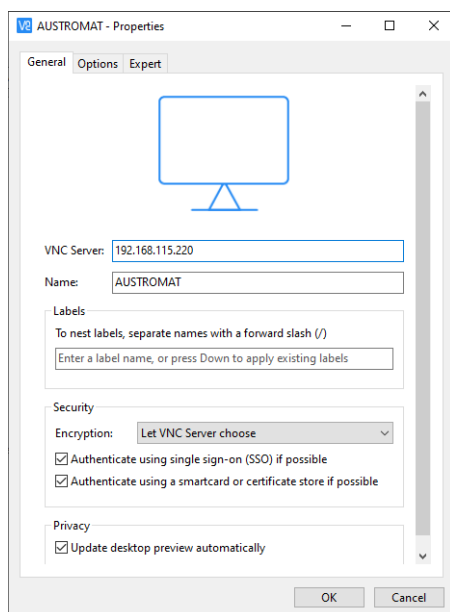 AUSTROMAT - Properties
General Options Expert
VNC Server: 192.168.115.220
Name: AUSTROMAT
Labels
To nest labels, separate names with a forward slash (/)
Enter a label name, or press Down to apply existing labels
Security
Encryption: Let VNC Server choose
Authenticate using single sign-on (SSO) if possible
Authenticate using a smartcard or certificate store if possible
Privacy
Update desktop preview automatically
OK Cancel